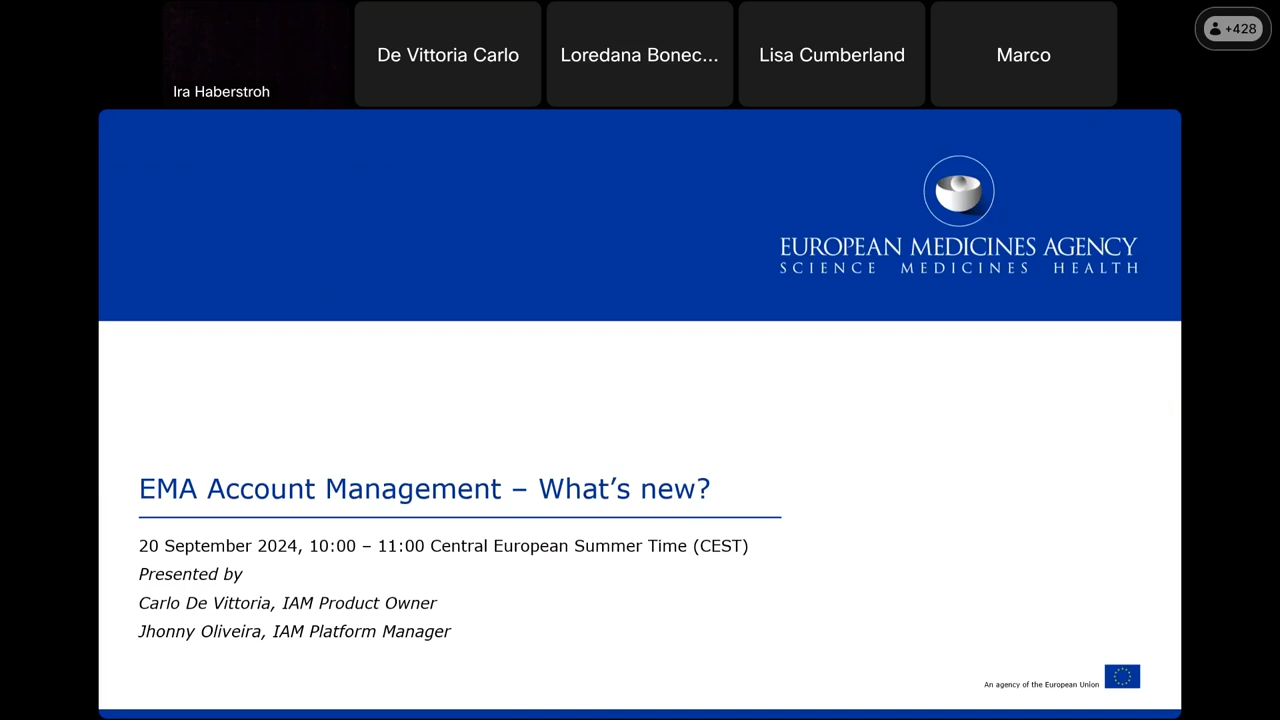 Ira Haberstroh
De Vittoria Carlo
Loredana Bonec...
Lisa Cumberland
Marco
+428
EUROPEAN MEDICINES AGENCY
SCIENCE MEDICINES HEALTH
EMA Account Management – What’s new?
20 September 2024, 10:00 – 11:00 Central European Summer Time (CEST)
Presented by
Carlo De Vittoria, IAM Product Owner
Jhonny Oliveira, IAM Platform Manager
An agency of the European Union